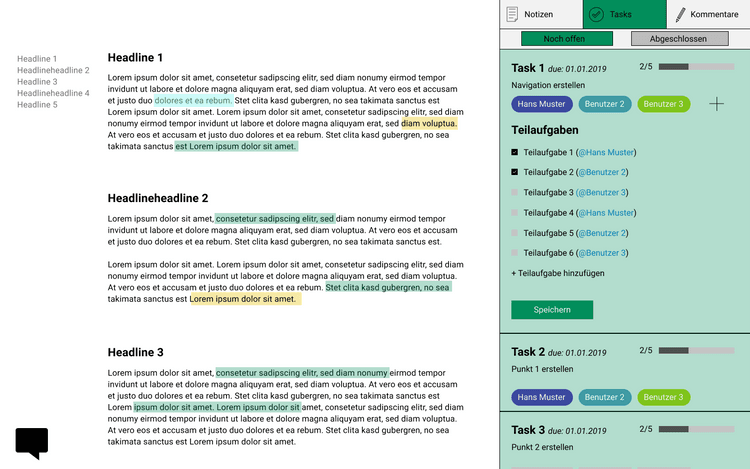 Headline 1
Headlineheadline 2
Headline 3
Headlineheadline 4
Headline 5
Headline 1
Lorem ipsum dolor sit amet, consetetur sadipscing elitr, sed diam nonumy eirmod tempor
invidunt ut labore et dolore magna aliquyam erat, sed diam voluptua. At vero eos et accusam
et justo duo dolores et ea rebum. Stet clita kasd gubergren, no sea takimata sanctus est
Lorem ipsum dolor sit amet. Lorem ipsum dolor sit amet, consetetur sadipscing elitr, sed diam
nonumy eirmod tempor invidunt ut labore et dolore magna aliquyam erat, sed diam voluptua.
At vero eos et accusam et justo duo dolores et ea rebum. Stet clita kasd gubergren, no sea
takimata sanctus est Lorem ipsum dolor sit amet.
Headlineheadline 2
Lorem ipsum dolor sit amet, consetetur sadipscing elitr, sed diam nonumy eirmod tempor
invidunt ut labore et dolore magna aliquyam erat, sed diam voluptua. At vero eos et accusam
et justo duo dolores et ea rebum. Stet clita kasd gubergren, no sea takimata sanctus est.
Lorem ipsum dolor sit amet. Lorem ipsum dolor sit amet, consetetur sadipscing elitr, sed diam
nonumy eirmod tempor invidunt ut labore et dolore magna aliquyam erat, sed diam voluptua.
At vero eos et accusam et justo duo dolores et ea rebum. Stet clita kasd gubergren, no sea
takimata sanctus est Lorem ipsum dolor sit amet.
Headline 3
Lorem ipsum dolor sit amet, consetetur sadipscing elitr, sed diam nonumy eirmod tempor
invidunt ut labore et dolore magna aliquyam erat, sed diam voluptua. At vero eos et accusam
et justo duo dolores et ea rebum. Stet clita kasd gubergren, no sea takimata sanctus est
Lorem ipsum dolor sit amet. Lorem ipsum dolor sit amet, consetetur sadipscing elitr, sed diam
nonumy eirmod tempor invidunt ut labore et dolore magna aliquyam erat, sed diam voluptua.
At vero eos et accusam et justo duo dolores et ea rebum. Stet clita kasd gubergren, no sea
takimata sanctus est Lorem ipsum dolor sit amet.
Notizen
Tasks
Kommentare
Noch offen
Abgeschlossen
Task 1 due: 01.01.2019 2/5
Navigation erstellen
Hans Muster Benutzer 2 Benutzer 3
Teilaufgaben
Teilaufgabe 1 (@Hans Muster)
Teilaufgabe 2 (@Benutzer 2)
Teilaufgabe 3 (@Benutzer 3)
Teilaufgabe 4 (@Hans Muster)
Teilaufgabe 5 (@Benutzer 2)
Teilaufgabe 6 (@Benutzer 3)
+ Teilaufgabe hinzufügen
Speichern
Task 2 due: 01.01.2019 2/5
Punkt 1 erstellen
Hans Muster Benutzer 2 Benutzer 3
Task 3 due: 01.01.2019 2/5
Punkt 2 erstellen